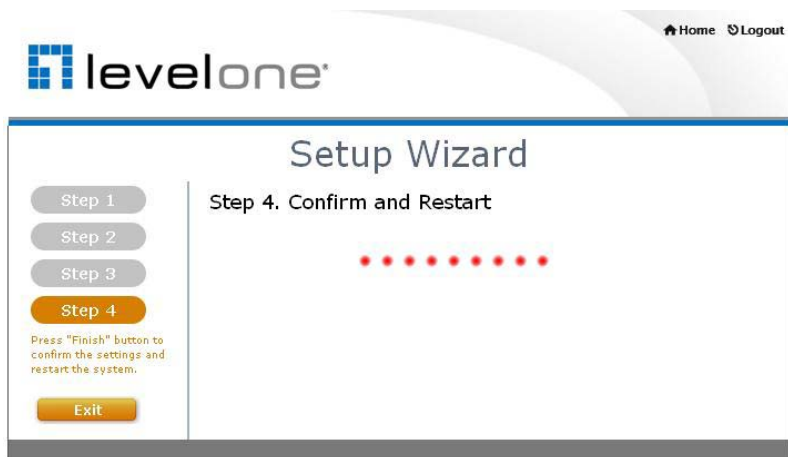 Home Logout
levelone
Setup Wizard
Step 1
Step 2
Step 3
Step 4
Press "Finish" button to
confirm the settings and
restart the system.
Exit
Step 4. Confirm and Restart